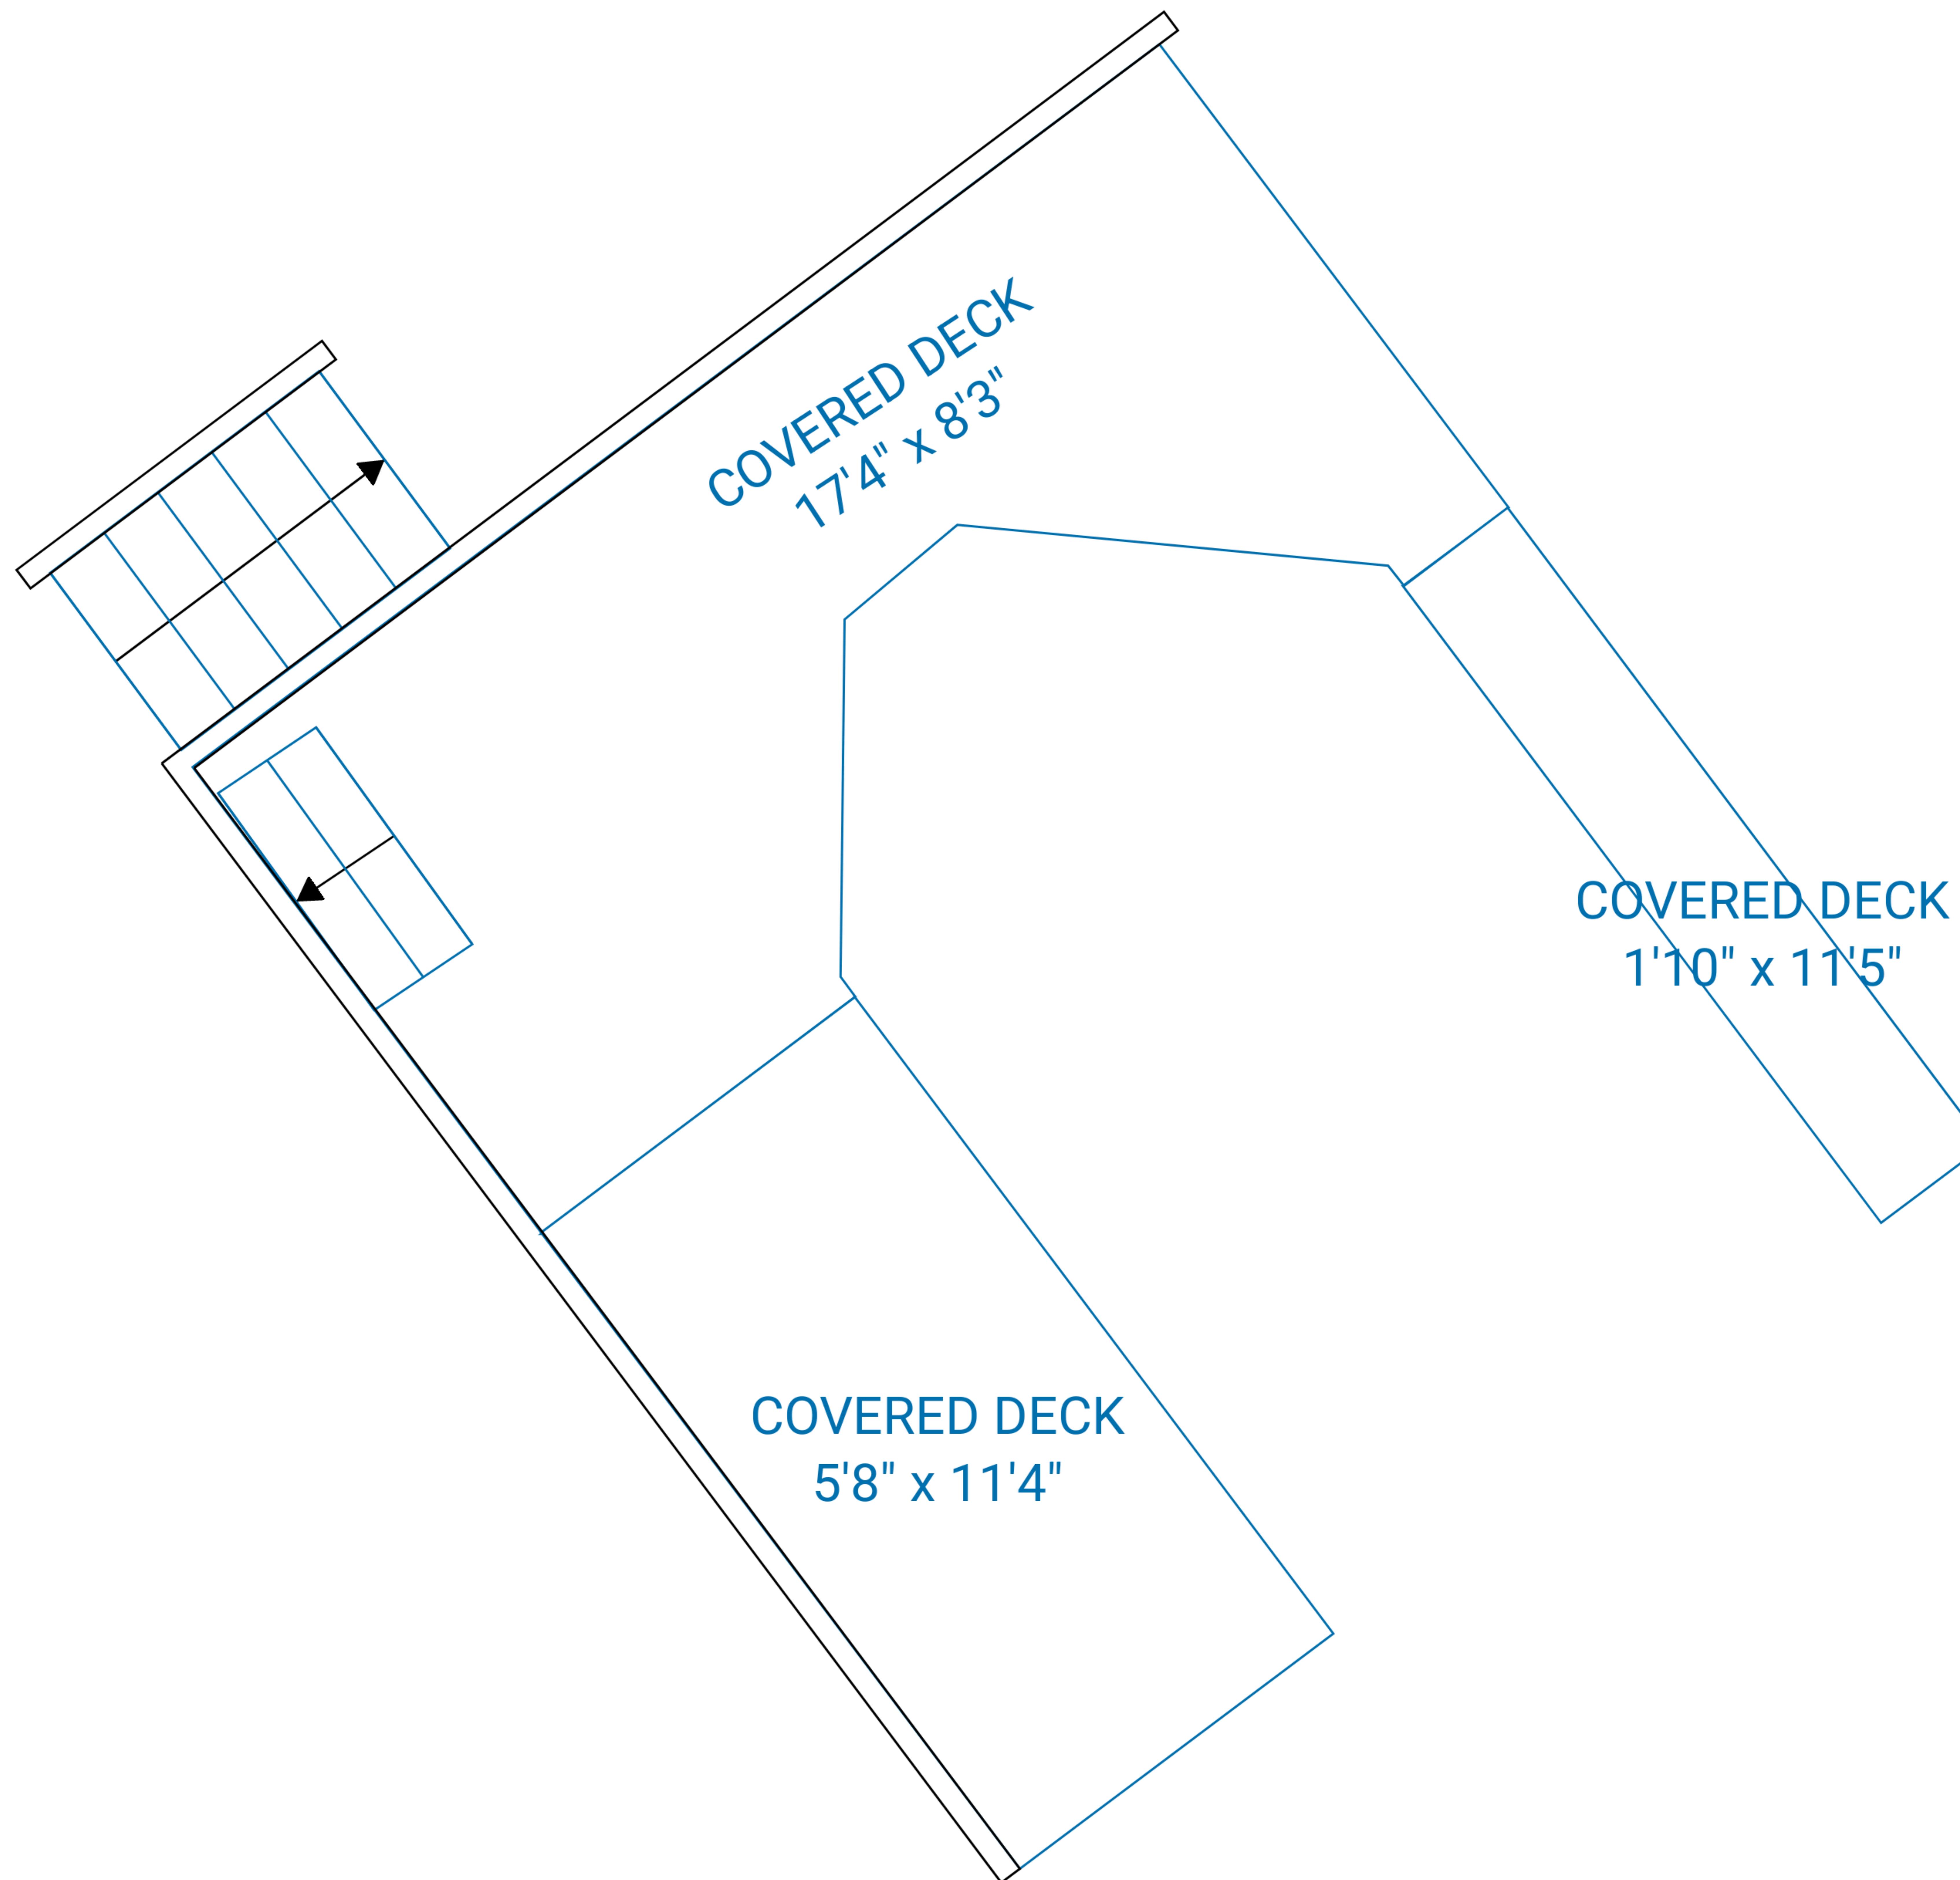 COVERED DECK
17'4" x 8'3"
COVERED DECK
1'10" x 11'5"
COVERED DECK
5'8" x 11'4"